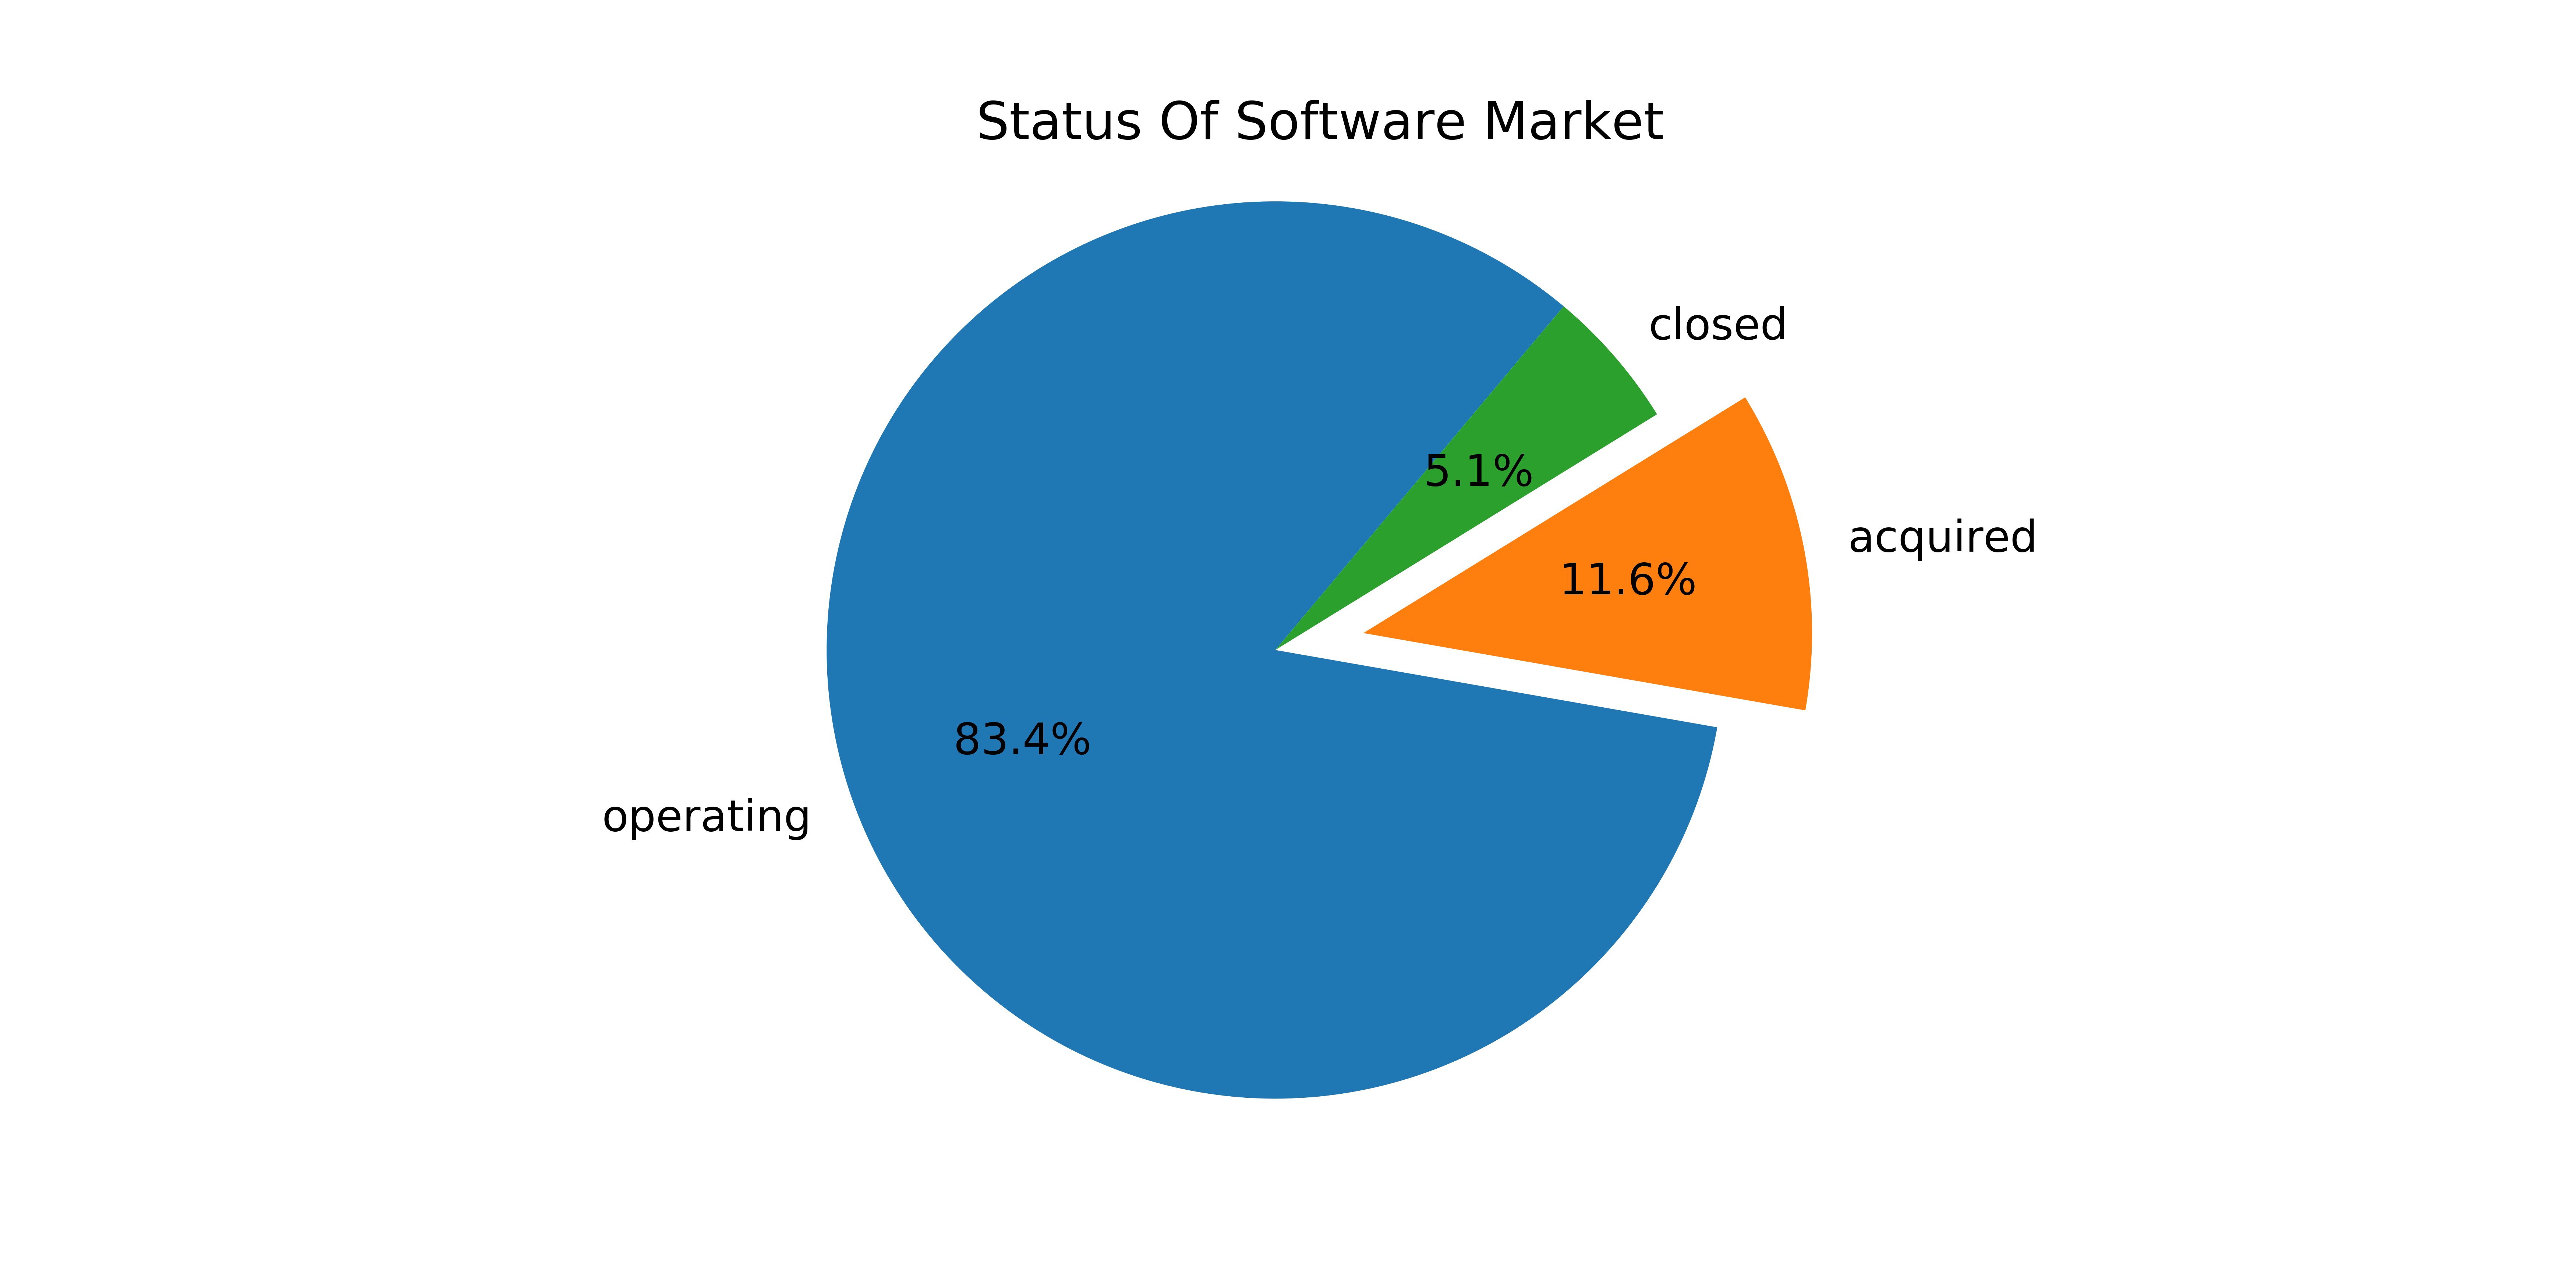 Status Of Software Market
closed
5.1%
acquired
11.6%
83.4%
operating